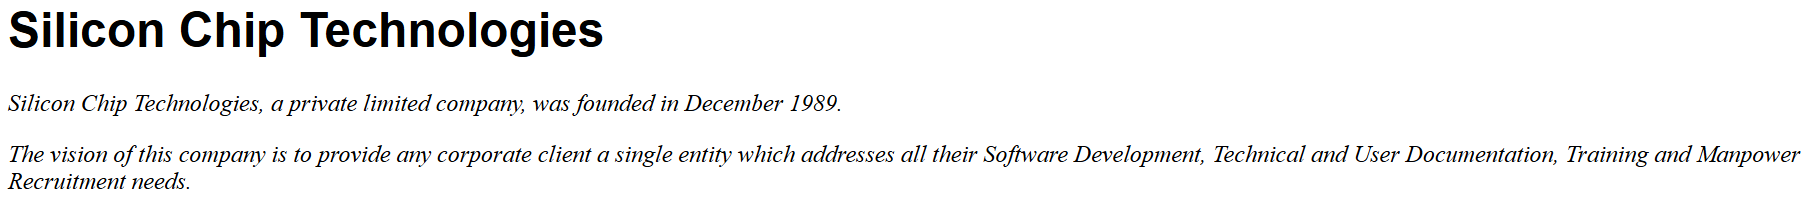 Silicon Chip Technologies
Silicon Chip Technologies, a private limited company, was founded in December 1989.
The vision of this company is to provide any corporate client a single entity which addresses all their Software Development, Technical and User Documentation, Training and Manpower
Recruitment needs.